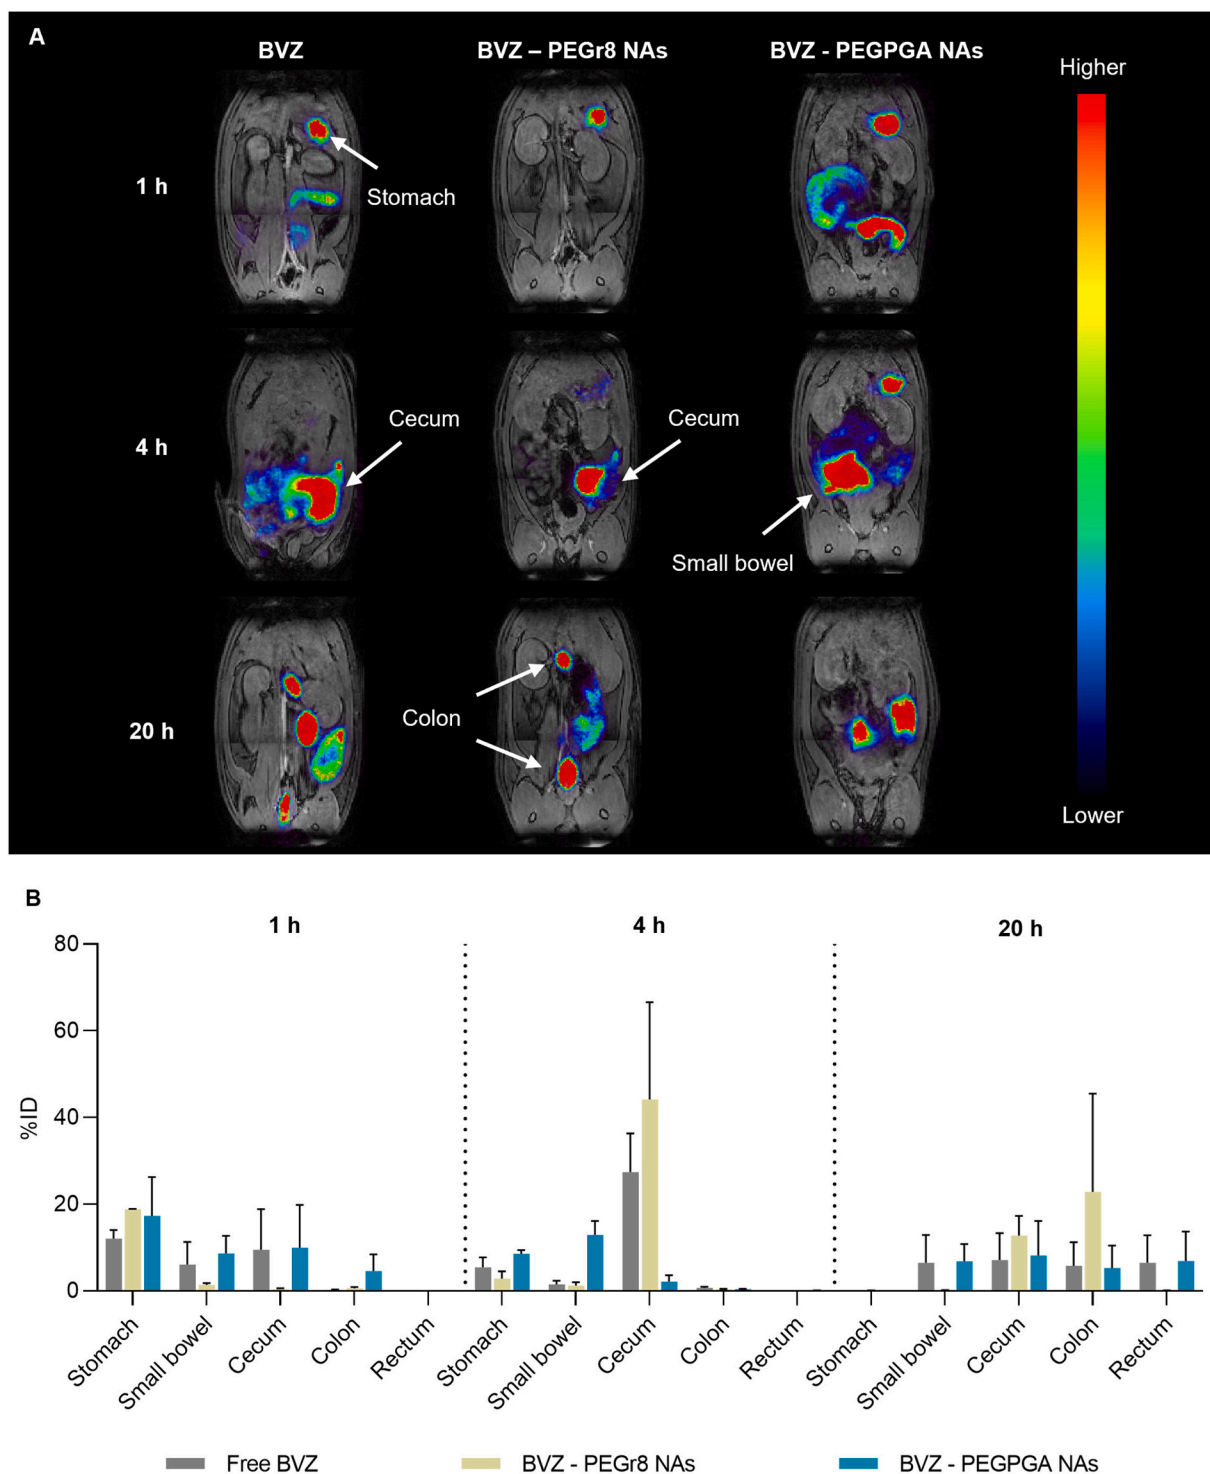 A
BVZ
BVZ – PEGr8 NAs
BVZ - PEGPGA NAs
Higher
1 h
Stomach
4 h
Cecum
Cecum
Small bowel
20 h
Colon
Lower
B
1 h
4 h
20 h
80
60
40
20
0
%ID
Stomach
Small bowel
Cecum
Colon
Rectum
Stomach
Small bowel
Cecum
Colon
Rectum
Stomach
Small bowel
Cecum
Colon
Rectum
Free BVZ
BVZ - PEGr8 NAs
BVZ - PEGPGA NAs